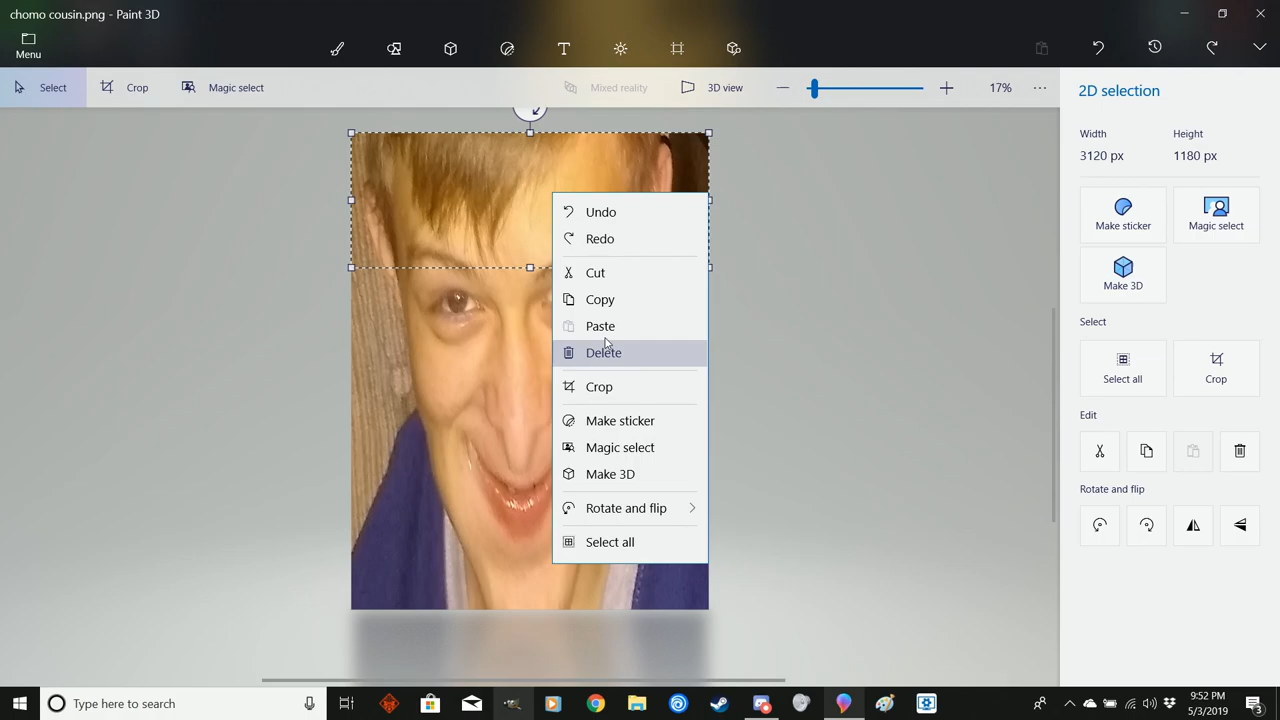 chomo cousin.png - Paint 3D
Menu
Select
Crop
Magic select
Mixed reality
3D view
17%
2D selection
Width
Height
3120 px
1180 px
Make sticker
Magic select
Make 3D
Select
Select all
Crop
Edit
Rotate and flip
Undo
Redo
Cut
Copy
Paste
Delete
Crop
Make sticker
Magic select
Make 3D
Rotate and flip
Select all
Type here to search
9:52 PM
5/3/2019
3